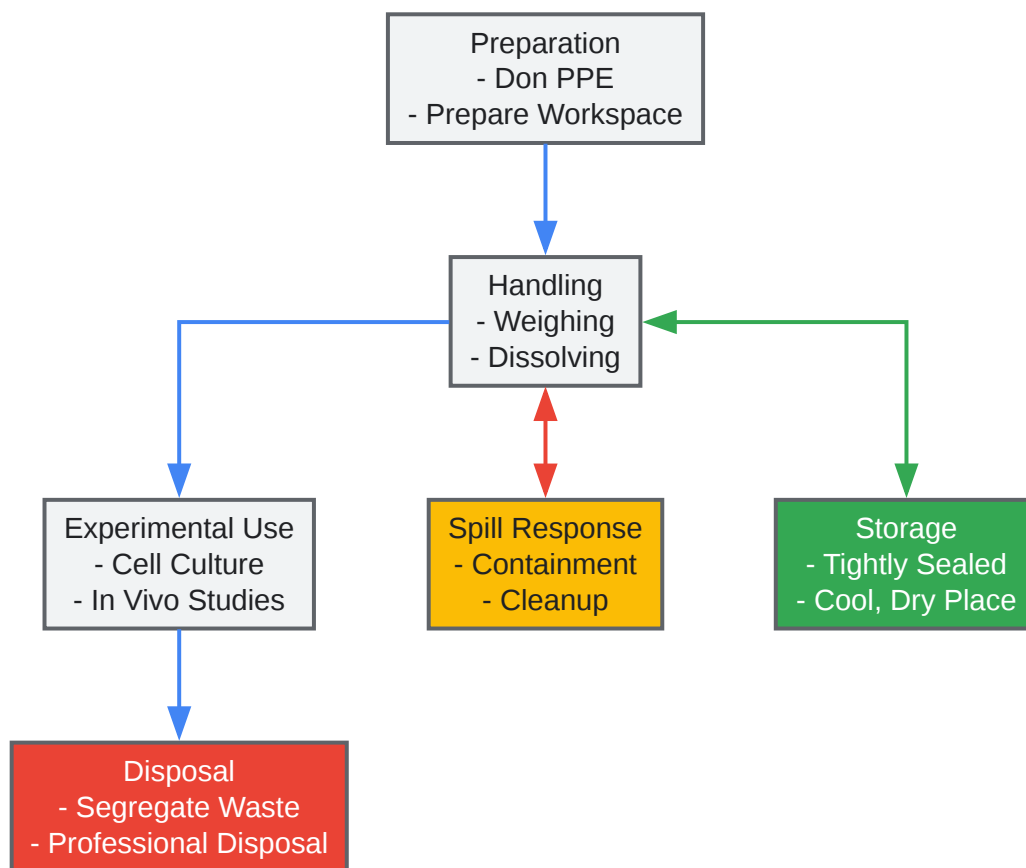 Preparation
- Don PPE
- Prepare Workspace
Handling
- Weighing
- Dissolving
Experimental Use
- Cell Culture
- In Vivo Studies
Spill Response
- Containment
- Cleanup
Storage
- Tightly Sealed
- Cool, Dry Place
Disposal
- Segregate Waste
- Professional Disposal